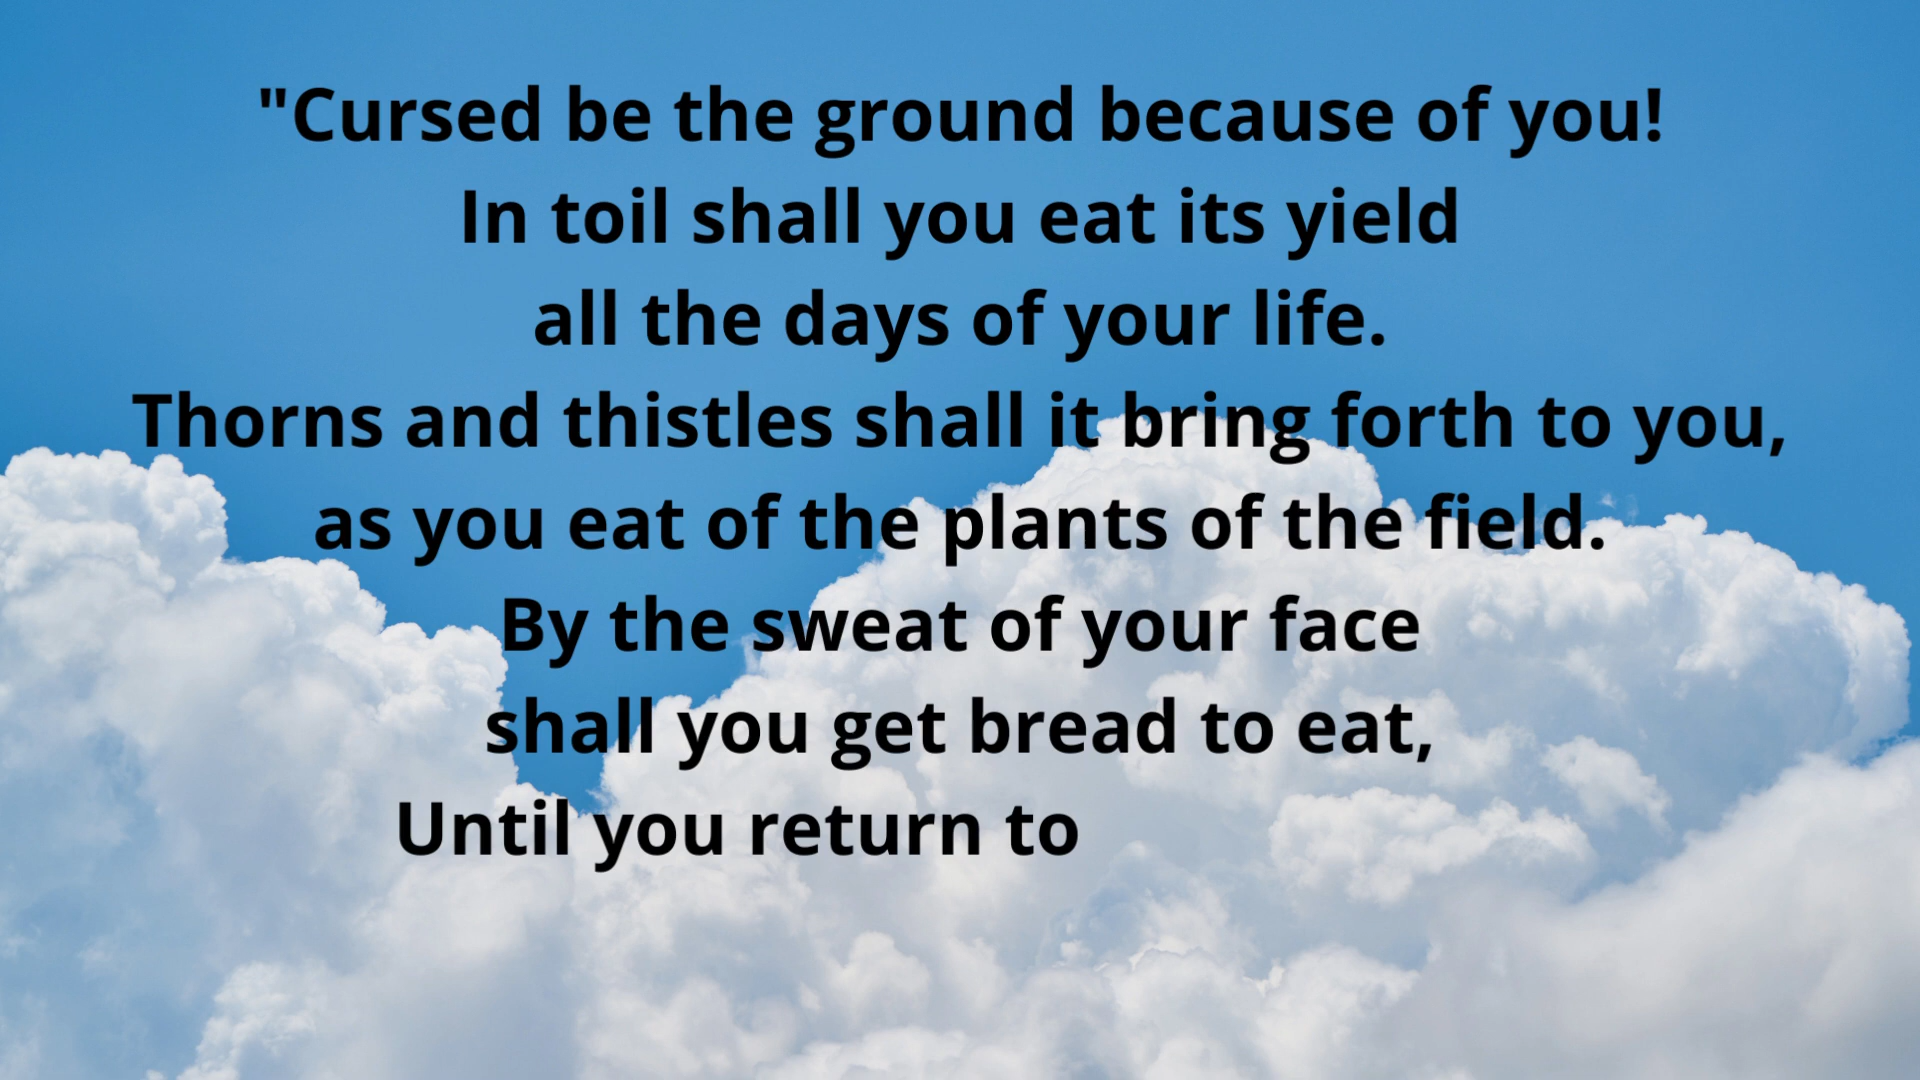 "Cursed be the ground because of you!
In toil shall you eat its yield
all the days of your life.
Thorns and thistles shall it bring forth to you,
as you eat of the plants of the field.
By the sweat of your face
shall you get bread to eat,
Until you return to